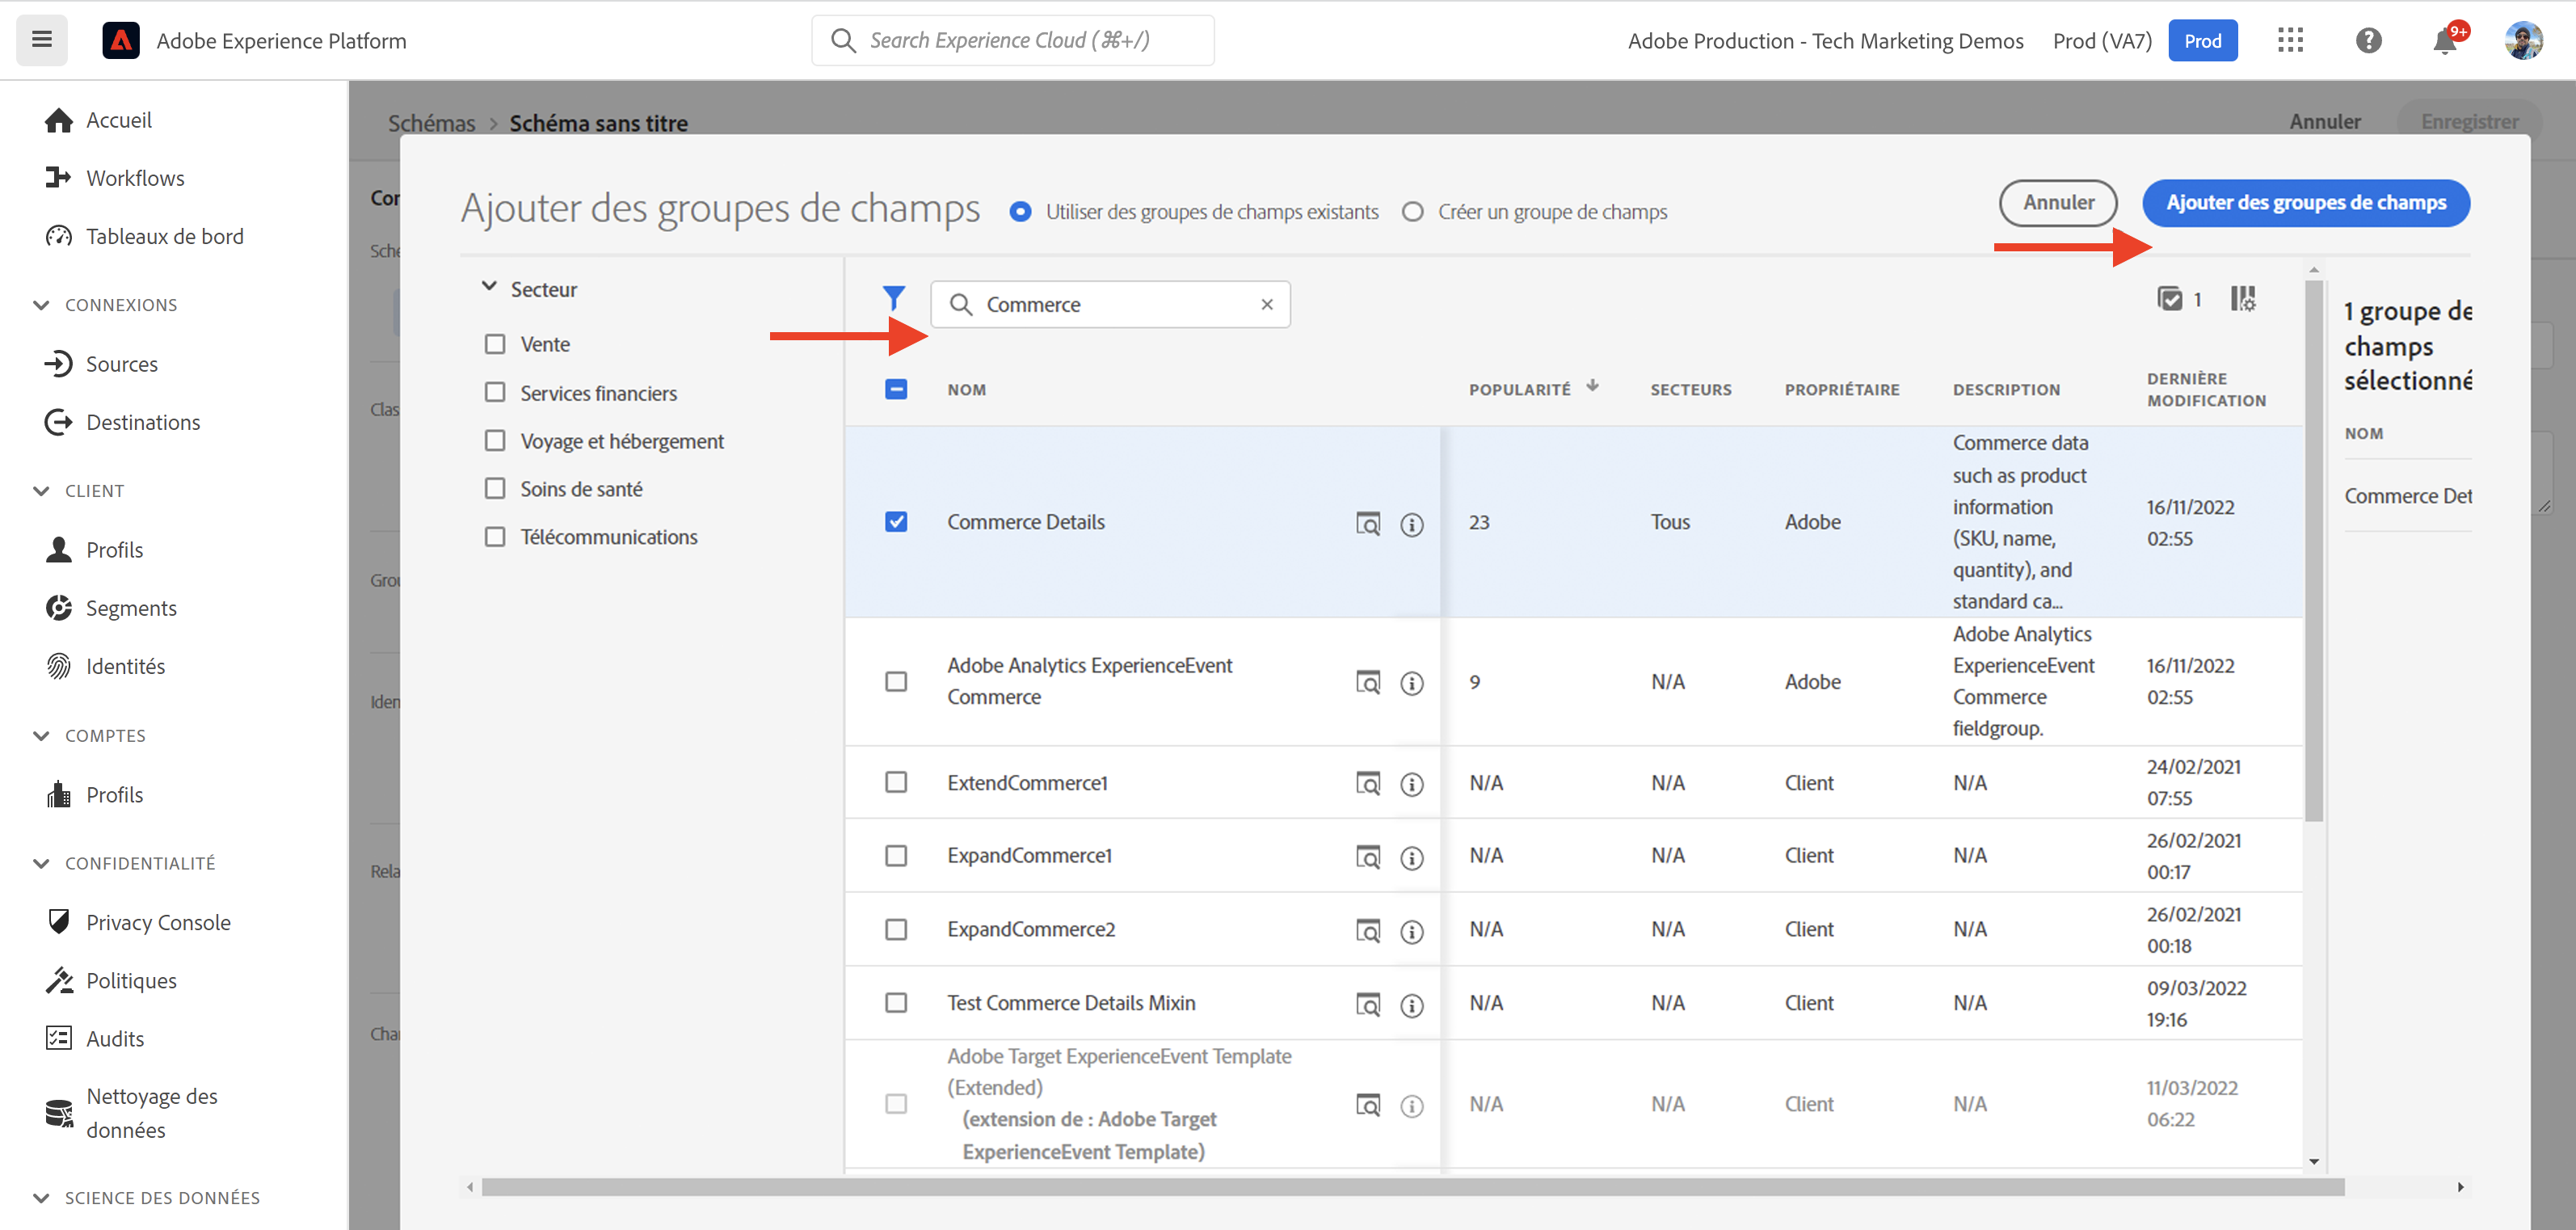 Adobe Experience Platform
Search Experience Cloud (⌘+/)
Adobe Production - Tech Marketing Demos
Prod (VA7)
Prod
9+
Accueil
Workflows
Tableaux de bord
CONNEXIONS
Sources
Destinations
CLIENT
Profils
Segments
Identités
COMPTES
Profils
CONFIDENTIALITÉ
Privacy Console
Politiques
Audits
Nettoyage des
données
SCIENCE DES DONNÉES
Schémas > Schéma sans titre
Annuler
Enregistrer
Ajouter des groupes de champs
Utiliser des groupes de champs existants
Créer un groupe de champs
Annuler
Ajouter des groupes de champs
Secteur
Vente
Services financiers
Voyage et hébergement
Soins de santé
Télécommunications
Commerce
1
NOM
POPULARITÉ
SECTEURS
PROPRIÉTAIRE
DESCRIPTION
DERNIÈRE
MODIFICATION
Commerce Details
23
Tous
Adobe
Commerce data
such as product
information
(SKU, name,
quantity), and
standard ca...
16/11/2022
02:55
Adobe Analytics ExperienceEvent
Commerce
9
N/A
Adobe
Adobe Analytics
ExperienceEvent
Commerce
fieldgroup.
16/11/2022
02:55
ExtendCommerce1
N/A
N/A
Client
N/A
24/02/2021
07:55
ExpandCommerce1
N/A
N/A
Client
N/A
26/02/2021
00:17
ExpandCommerce2
N/A
N/A
Client
N/A
26/02/2021
00:18
Test Commerce Details Mixin
N/A
N/A
Client
N/A
09/03/2022
19:16
Adobe Target ExperienceEvent Template
(Extended)
(extension de : Adobe Target
ExperienceEvent Template)
N/A
N/A
Client
N/A
11/03/2022
06:22
1 groupe de
champs
sélectionné
NOM
Commerce Det